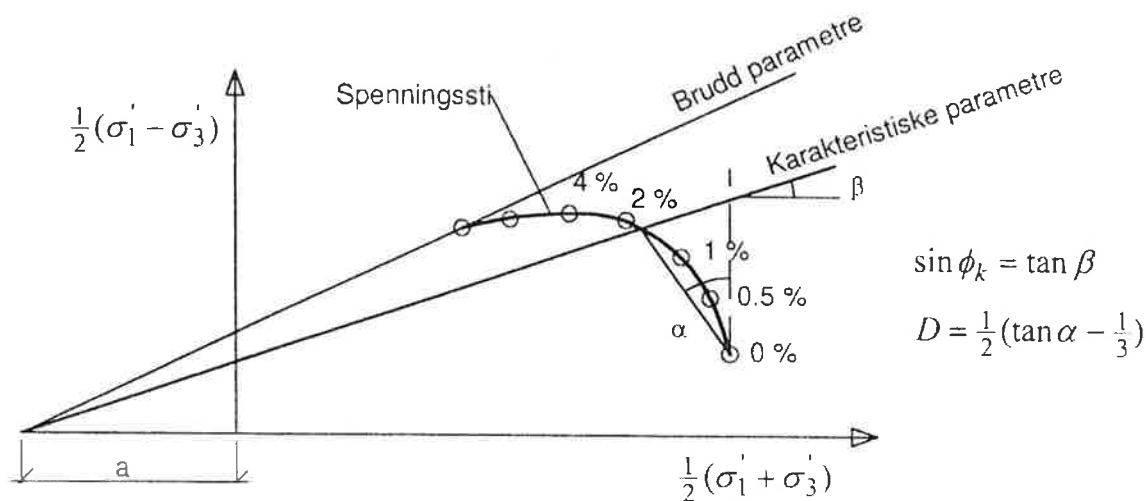 Brudd parametre
Spenningssti
½(σ₁' − σ₃')
Karakteristiske parametre
4 %
2 %
β
1 %
sin ϕₖ = tan β
0.5 %
α
D = ½(tan α − ⅓)
0 %
a
½(σ₁' + σ₃')